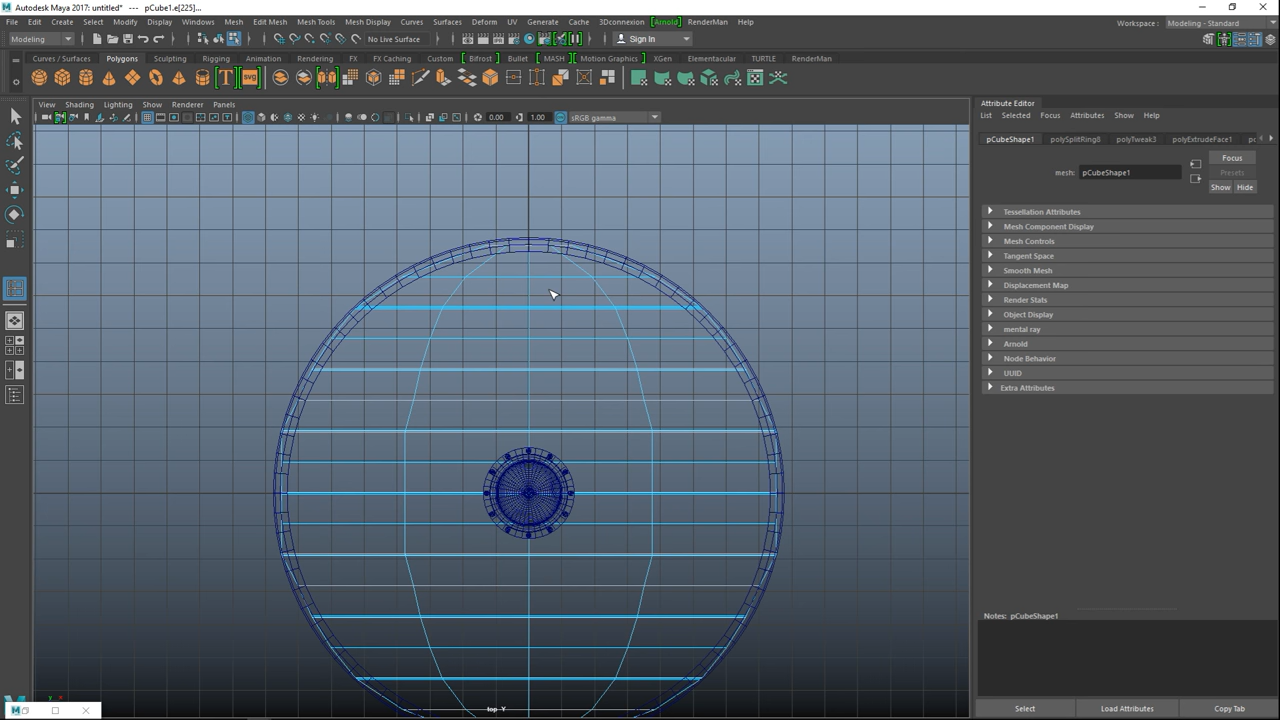 Autodesk Maya 2017: untitled*   ---   pCube1.e[225]...
File Edit Create Select Modify Display Windows Mesh Edit Mesh Mesh Tools Mesh Display Curves Surfaces Deform UV Generate Cache 3Dconnexion Arnold RenderMan Help
Workspace : Modeling - Standard
Modeling No Live Surface Sign In
Curves / Surfaces Polygons Sculpting Rigging Animation Rendering FX FX Caching Custom Bitrost Bullet MASH Motion Graphics XGen Elementacular TURTLE RenderMan
T SVG
View Shading Lighting Show Renderer Panels
0.00 1.00 sRGB gamma
Attribute Editor
List Selected Focus Attributes Show Help
pCubeShape1 polySplitRing8 polyTweak3 polyExtrudeFace1
mesh: pCubeShape1
Focus
Presets
Show Hide
Tessellation Attributes
Mesh Component Display
Mesh Controls
Tangent Space
Smooth Mesh
Displacement Map
Render Stats
Object Display
mental ray
Arnold
Node Behavior
UUID
Extra Attributes
Notes: pCubeShape1
Select Load Attributes Copy Tab
top -Y